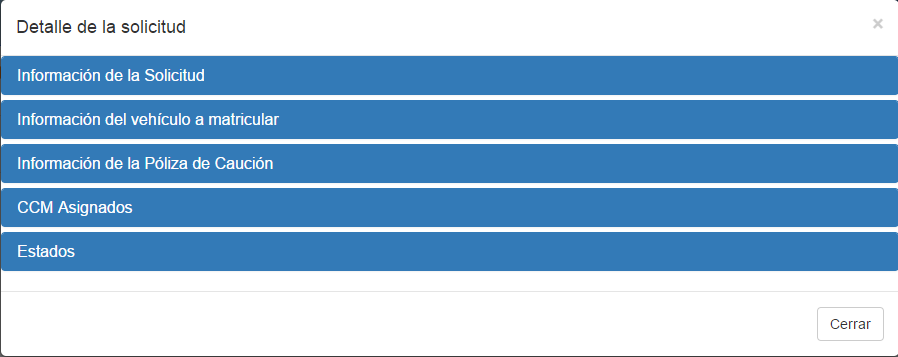 Detalle de la solicitud
×
Información de la Solicitud
Información del vehículo a matricular
Información de la Póliza de Caución
CCM Asignados
Estados
Cerrar